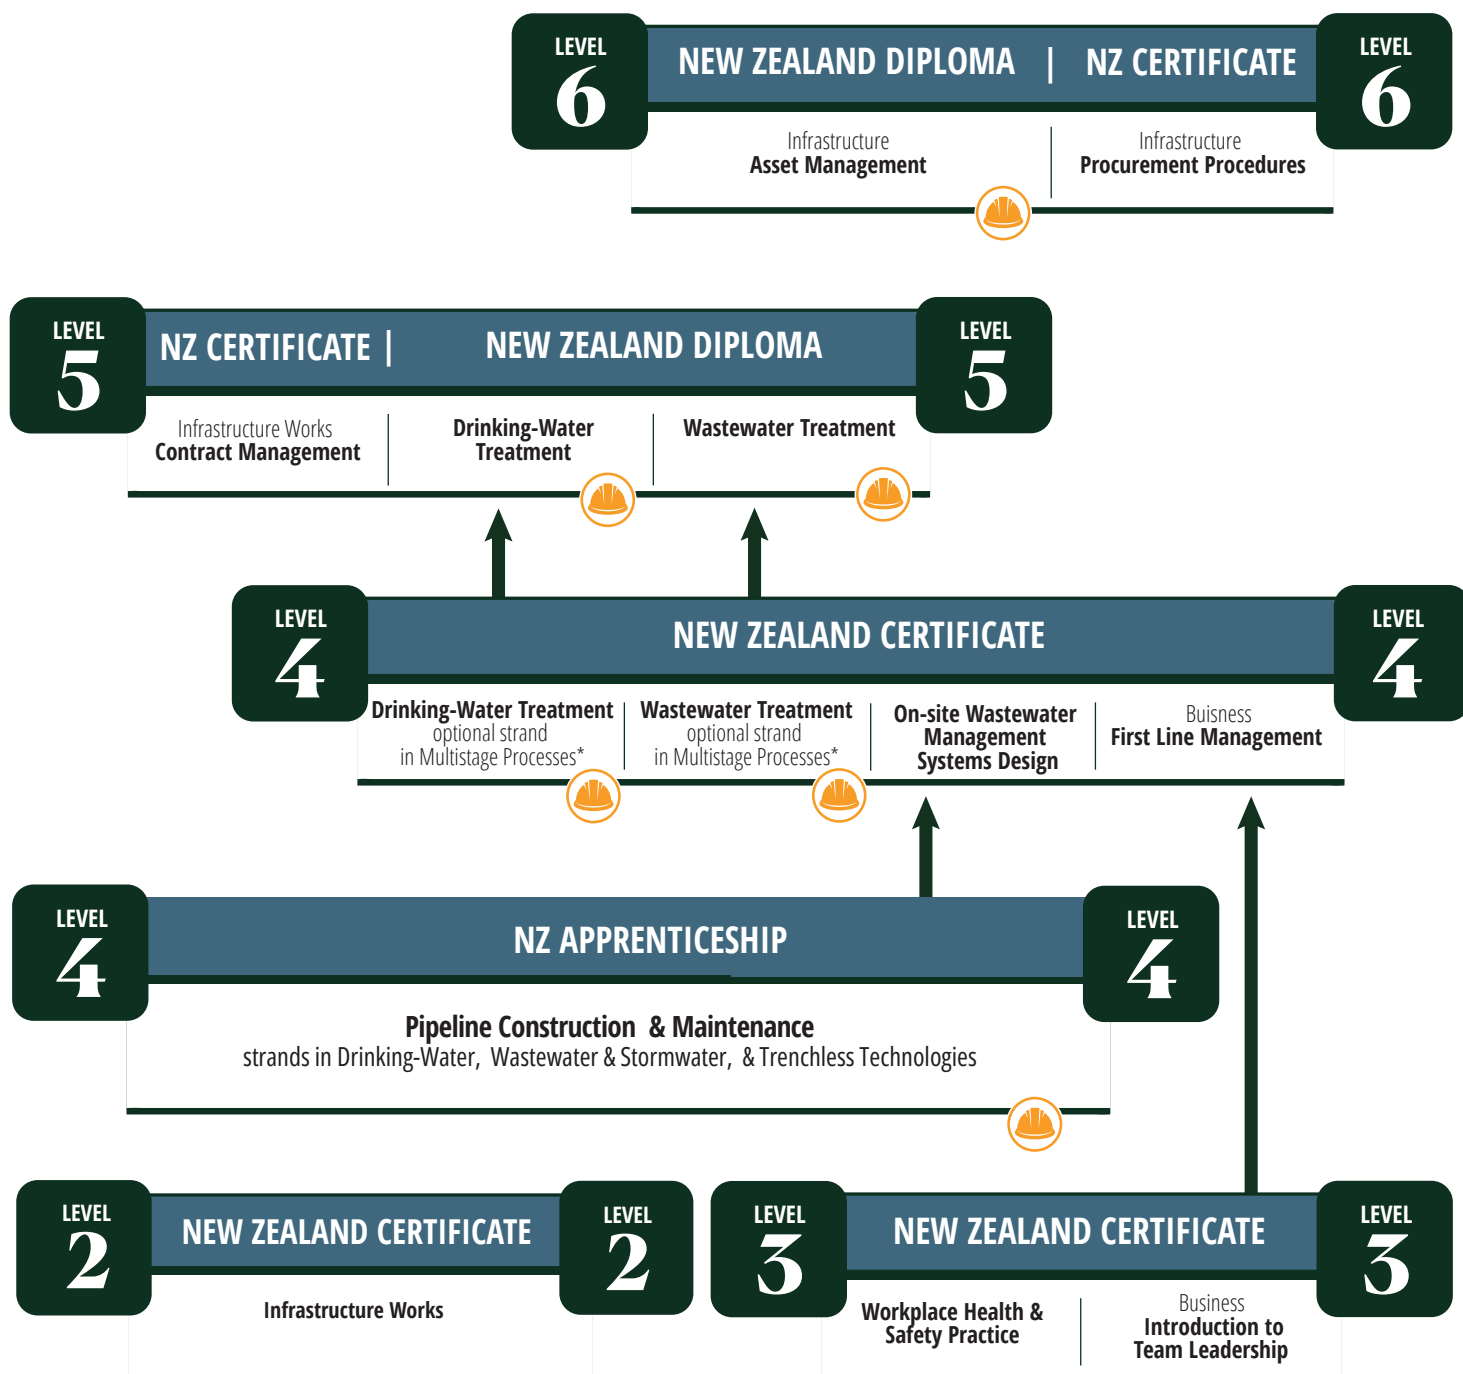 LEVEL
6
NEW ZEALAND DIPLOMA | NZ CERTIFICATE
LEVEL
6
Infrastructure
Asset Management
Infrastructure
Procurement Procedures
LEVEL
5
NZ CERTIFICATE | NEW ZEALAND DIPLOMA
LEVEL
5
Infrastructure Works
Contract Management
Drinking-Water
Treatment
Wastewater Treatment
LEVEL
4
NEW ZEALAND CERTIFICATE
LEVEL
4
Drinking-Water Treatment
optional strand
in Multistage Processes*
Wastewater Treatment
optional strand
in Multistage Processes*
On-site Wastewater
Management
Systems Design
Buisness
First Line Management
LEVEL
4
NZ APPRENTICESHIP
LEVEL
4
Pipeline Construction & Maintenance
strands in Drinking-Water, Wastewater & Stormwater, & Trenchless Technologies
LEVEL
2
NEW ZEALAND CERTIFICATE
LEVEL
2
Infrastructure Works
LEVEL
3
NEW ZEALAND CERTIFICATE
LEVEL
3
Workplace Health &
Safety Practice
Business
Introduction to
Team Leadership